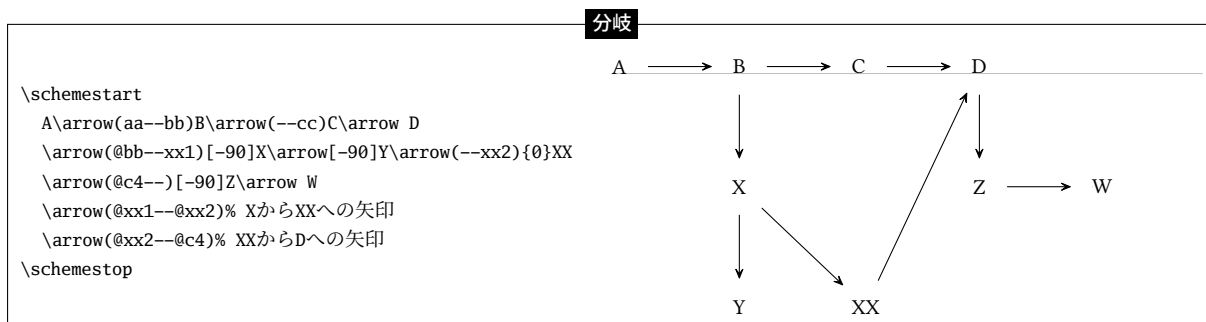 分岐
\schemestart
A\arrow(aa--bb)B\arrow(--cc)C\arrow D
\arrow(@bb--xx1)[-90]X\arrow[-90]Y\arrow(--xx2){0}XX
\arrow(@c4--)[-90]Z\arrow W
\arrow(@xx1--@xx2)% XからXXへの矢印
\arrow(@xx2--@c4)% XXからDへの矢印
\schemestop
A B C D
X Z W
Y XX